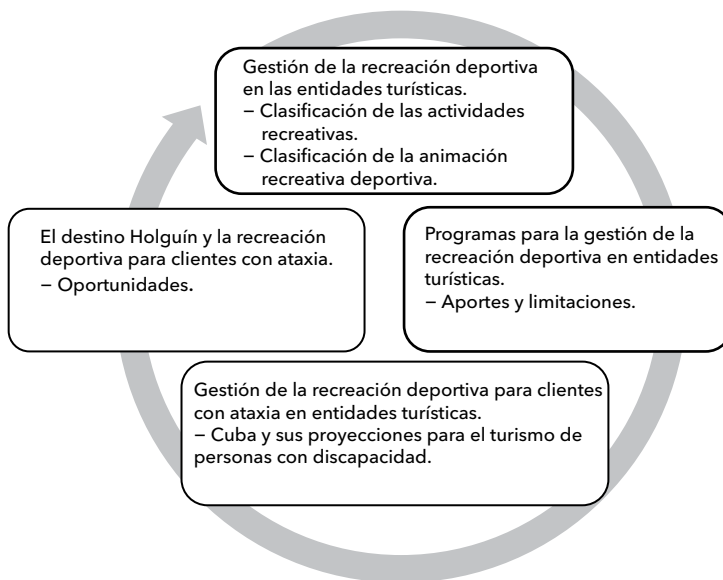 Gestión de la recreación deportiva
en las entidades turísticas.
– Clasificación de las actividades
recreativas.
– Clasificación de la animación
recreativa deportiva.
El destino Holguín y la recreación
deportiva para clientes con ataxia.
– Oportunidades.
Programas para la gestión de la
recreación deportiva en entidades
turísticas.
– Aportes y limitaciones.
Gestión de la recreación deportiva para clientes
con ataxia en entidades turísticas.
– Cuba y sus proyecciones para el turismo de
personas con discapacidad.